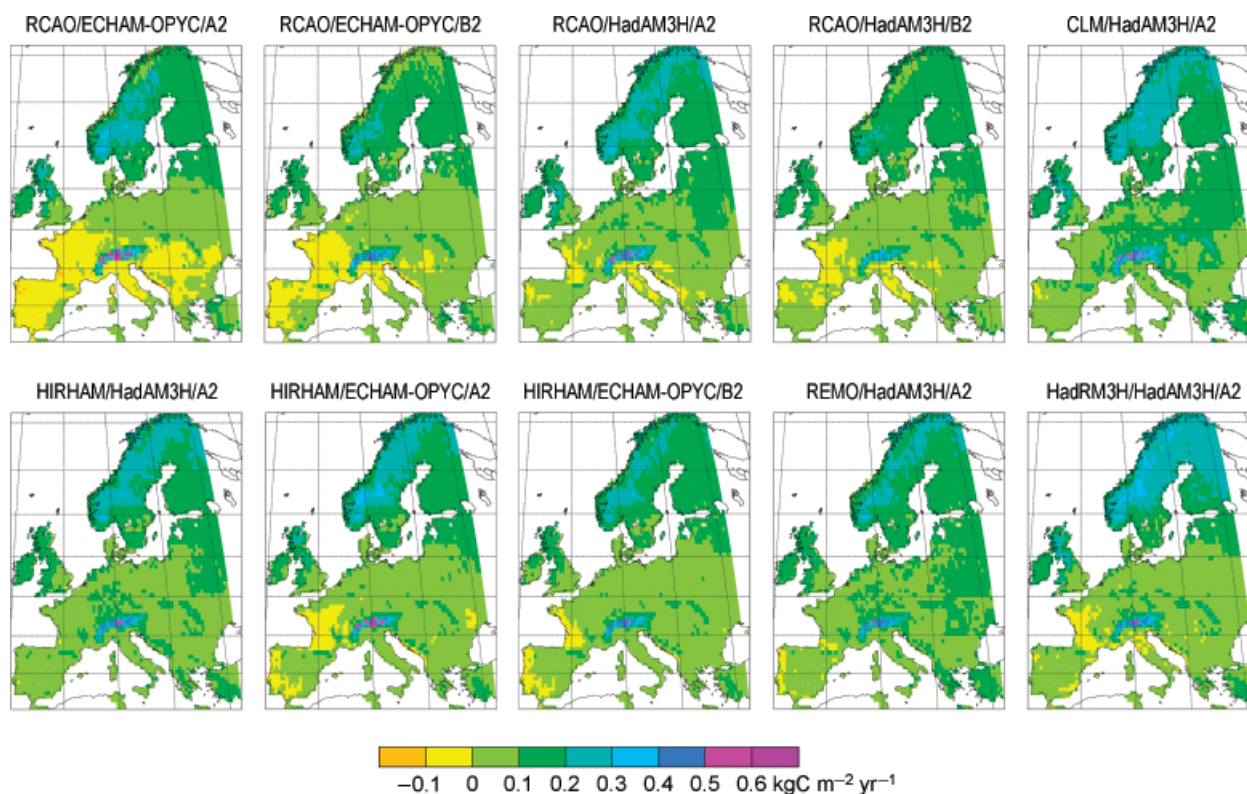 RCAO/ECHAM-OPYC/A2 RCAO/ECHAM-OPYC/B2 RCAO/HadAM3H/A2 RCAO/HadAM3H/B2 CLM/HadAM3H/A2
HIRHAM/HadAM3H/A2 HIRHAM/ECHAM-OPYC/A2 HIRHAM/ECHAM-OPYC/B2 REMO/HadAM3H/A2 HadRM3H/HadAM3H/A2
−0.1 0 0.1 0.2 0.3 0.4 0.5 0.6 kgC m⁻² yr⁻¹